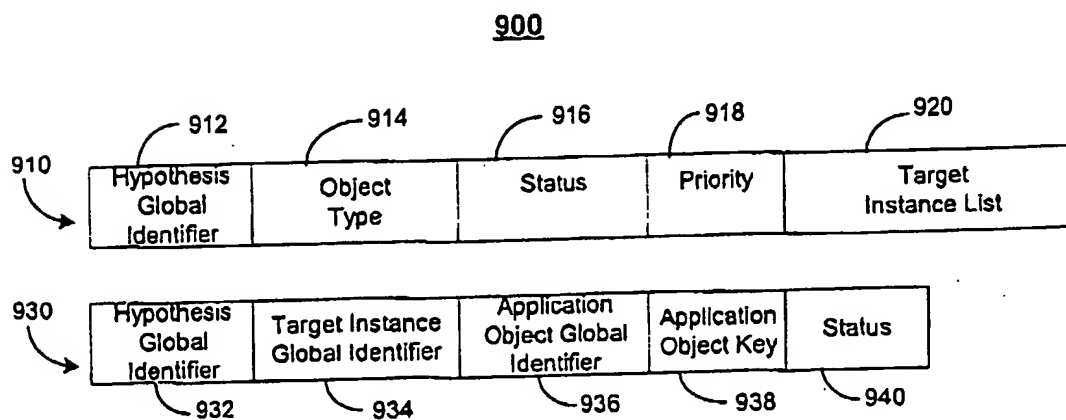 900
912 914 916 918 920
910
Hypothesis Global Identifier
Object Type
Status
Priority
Target Instance List
930
Hypothesis Global Identifier
Target Instance Global Identifier
Application Object Global Identifier
Application Object Key
Status
932 934 936 938 940